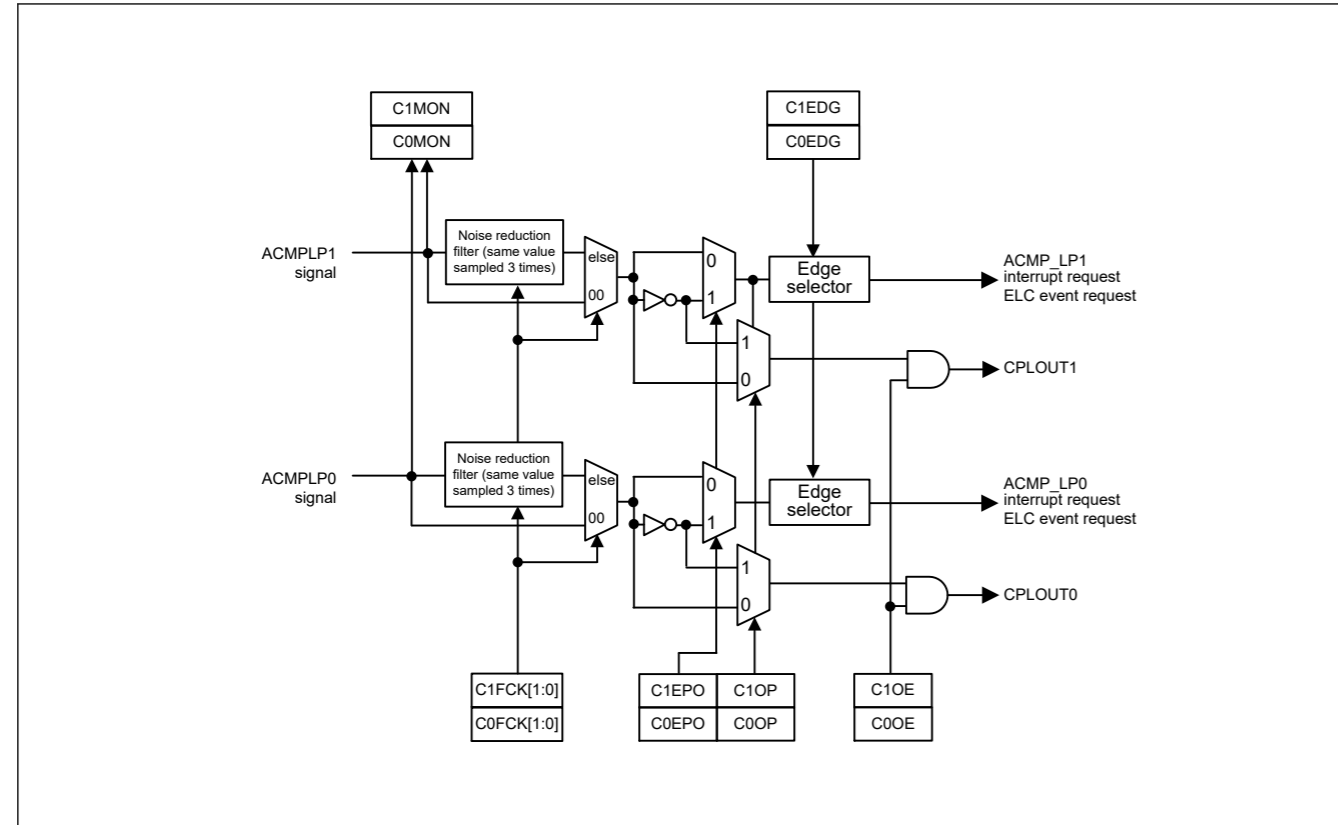 C1MON
C0MON
C1EDG
C0EDG
ACMPLP1
signal
Noise reduction
filter (same value
sampled 3 times)
else
00
0
1
Edge
selector
ACMP_LP1
interrupt request
ELC event request
1
0
CPLOUT1
ACMPLP0
signal
Noise reduction
filter (same value
sampled 3 times)
else
00
0
1
Edge
selector
ACMP_LP0
interrupt request
ELC event request
1
0
CPLOUT0
C1FCK[1:0]
C0FCK[1:0]
C1EPO
C1OP
C0EPO
C0OP
C1OE
C0OE